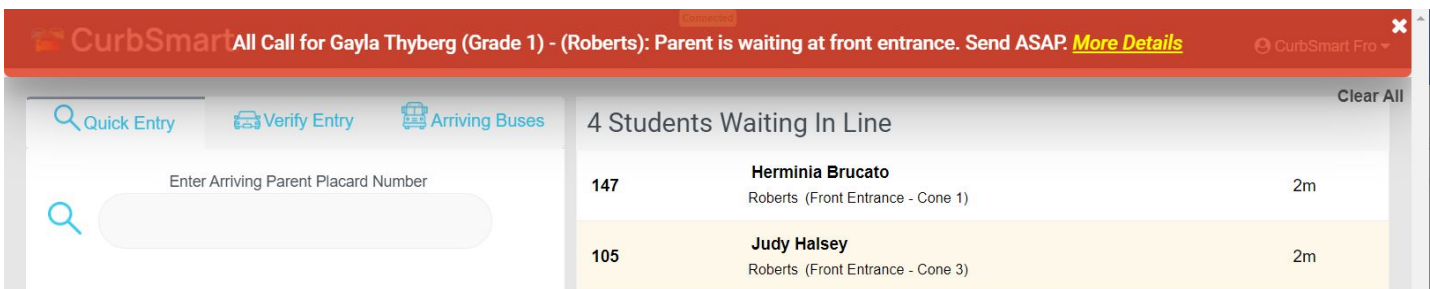 Connected
CurbSmart
All Call for Gayla Thyberg (Grade 1) - (Roberts): Parent is waiting at front entrance. Send ASAP. More Details
CurbSmart Fro
Clear All
Quick Entry
Verify Entry
Arriving Buses
4 Students Waiting In Line
Enter Arriving Parent Placard Number
147
Herminia Brucato
2m
Roberts (Front Entrance - Cone 1)
105
Judy Halsey
2m
Roberts (Front Entrance - Cone 3)